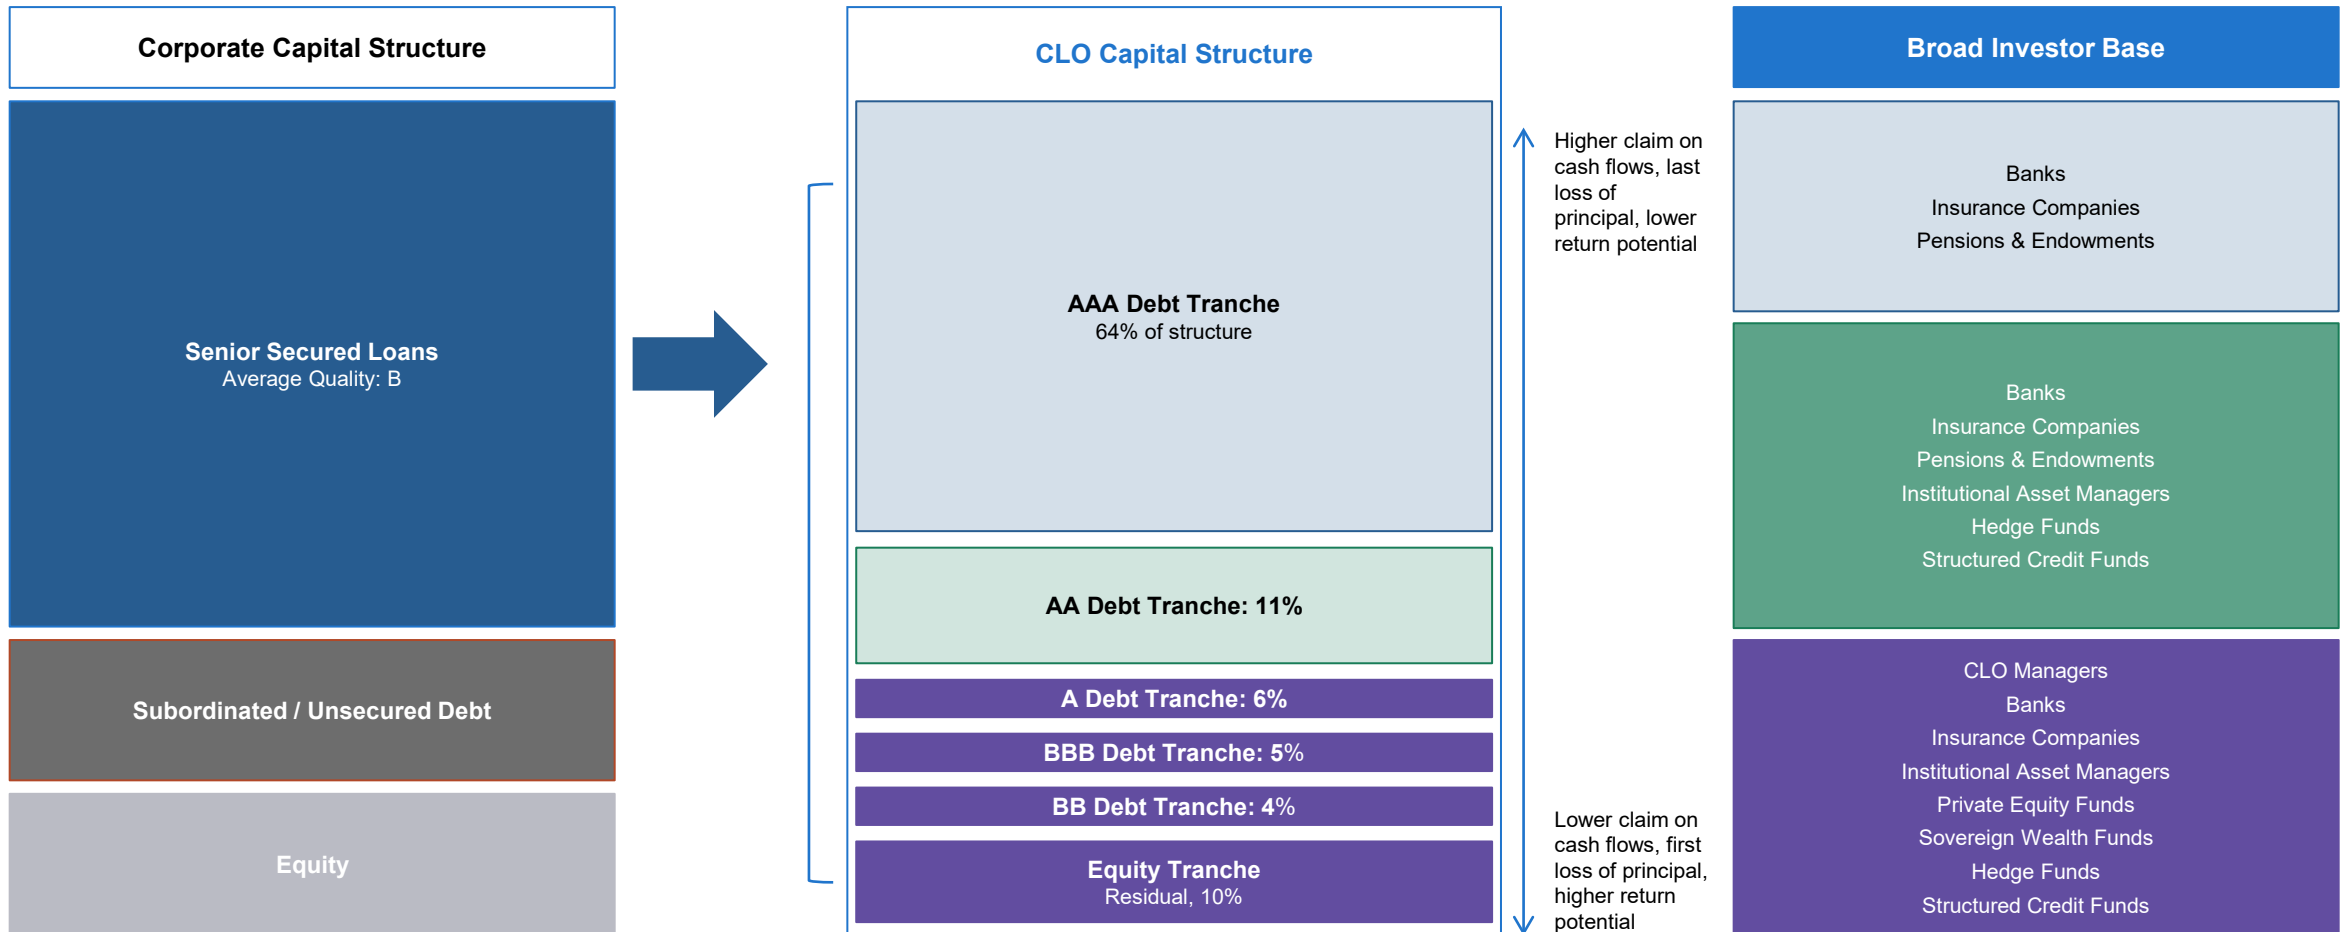 Corporate Capital Structure
Senior Secured Loans
Average Quality: B
Subordinated / Unsecured Debt
Equity
CLO Capital Structure
AAA Debt Tranche
64% of structure
AA Debt Tranche: 11%
A Debt Tranche: 6%
BBB Debt Tranche: 5%
BB Debt Tranche: 4%
Equity Tranche
Residual, 10%
Higher claim on
cash flows, last
loss of
principal, lower
return potential
Lower claim on
cash flows, first
loss of principal,
higher return
potential
Broad Investor Base
Banks
Insurance Companies
Pensions & Endowments
Banks
Insurance Companies
Pensions & Endowments
Institutional Asset Managers
Hedge Funds
Structured Credit Funds
CLO Managers
Banks
Insurance Companies
Institutional Asset Managers
Private Equity Funds
Sovereign Wealth Funds
Hedge Funds
Structured Credit Funds